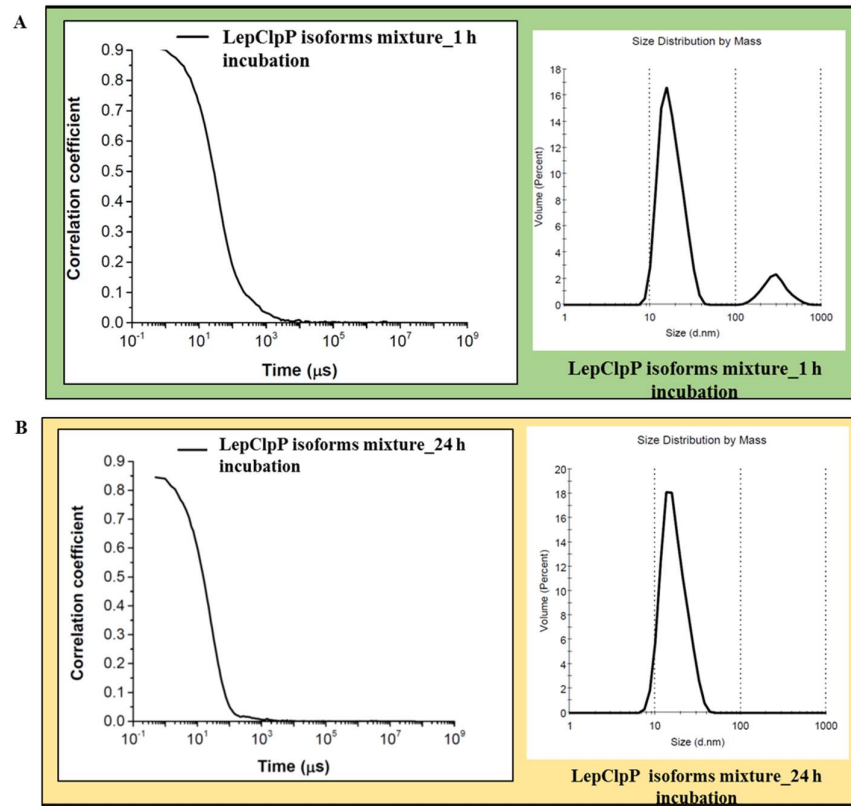 A
LepClpP isoforms mixture_1 h
incubation
0.9
0.8
0.7
0.6
0.5
0.4
0.3
0.2
0.1
0.0
Correlation coefficient
10⁻¹ 10¹ 10³ 10⁵ 10⁷ 10⁹
Time (μs)
Size Distribution by Mass
18
16
14
12
10
8
6
4
2
0
Volume (Percent)
1 10 100 1000
Size (d.nm)
LepClpP isoforms mixture_1 h
incubation
B
LepClpP isoforms mixture_24 h
incubation
0.9
0.8
0.7
0.6
0.5
0.4
0.3
0.2
0.1
0.0
Correlation coefficient
10⁻¹ 10¹ 10³ 10⁵ 10⁷ 10⁹
Time (μs)
Size Distribution by Mass
20
18
16
14
12
10
8
6
4
2
0
Volume (Percent)
1 10 100 1000
Size (d.nm)
LepClpP isoforms mixture_24 h
incubation